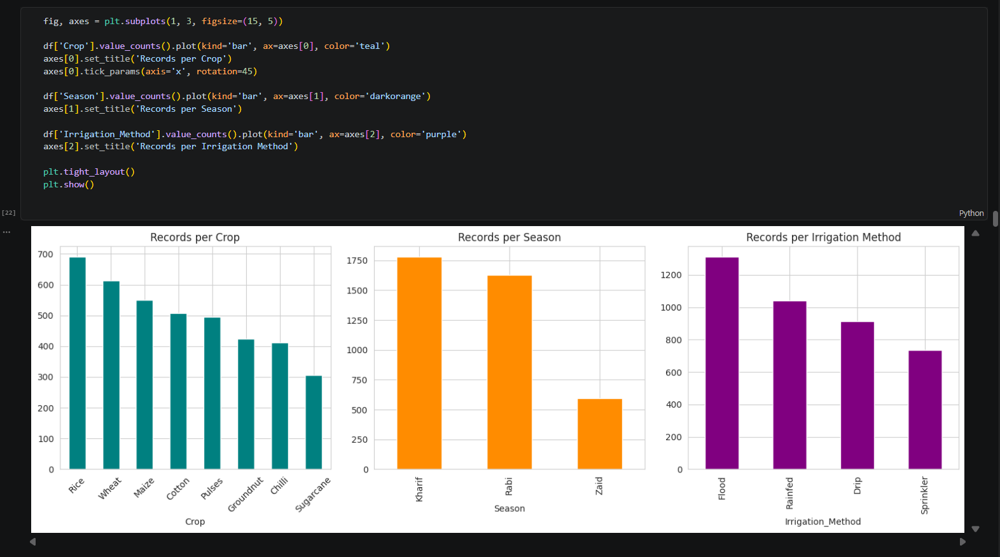 fig, axes = plt.subplots(1, 3, figsize=(15, 5))
df['Crop'].value_counts().plot(kind='bar', ax=axes[0], color='teal')
axes[0].set_title('Records per Crop')
axes[0].tick_params(axis='x', rotation=45)
df['Season'].value_counts().plot(kind='bar', ax=axes[1], color='darkorange')
axes[1].set_title('Records per Season')
df['Irrigation_Method'].value_counts().plot(kind='bar', ax=axes[2], color='purple')
axes[2].set_title('Records per Irrigation Method')
plt.tight_layout()
plt.show()
[22]
Python
...
Records per Crop
700
600
500
400
300
200
100
0
Rice Wheat Maize Cotton Pulses Groundnut Chilli Sugarcane
Crop
Records per Season
1750
1500
1250
1000
750
500
250
0
Kharif Rabi Zaid
Season
Records per Irrigation Method
1200
1000
800
600
400
200
0
Flood Rainfed Drip Sprinkler
Irrigation_Method